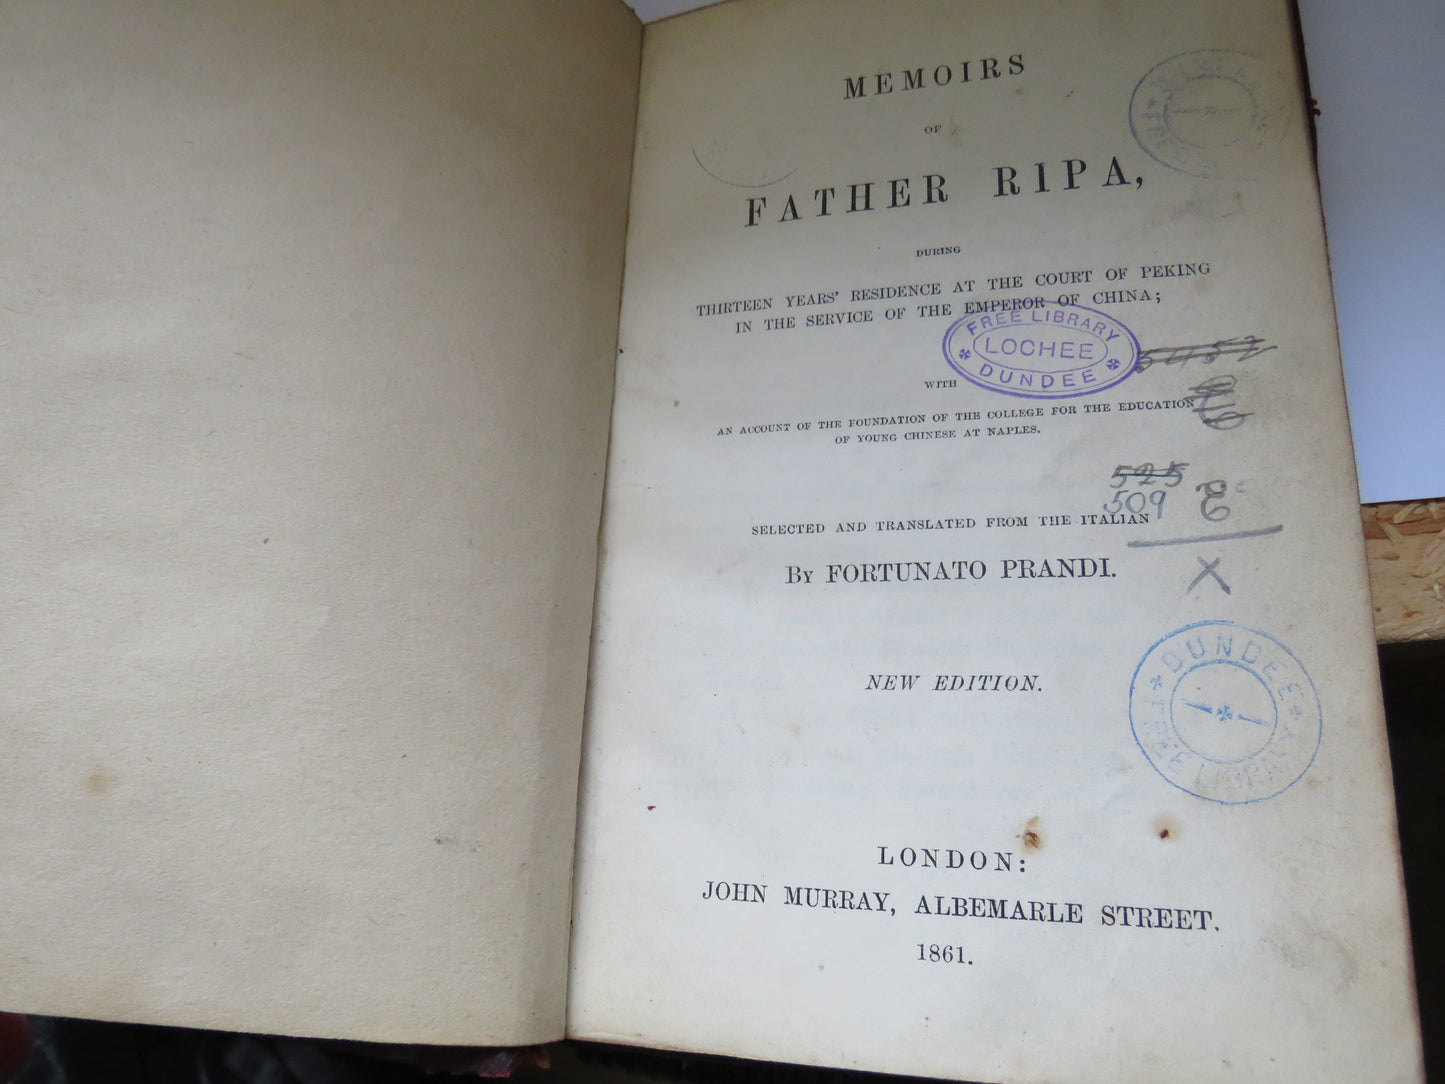 MEMOIRS
OF
FATHER RIPA,
DURING
THIRTEEN YEARS' RESIDENCE AT THE COURT OF PEKING
IN THE SERVICE OF THE EMPEROR OF CHINA;
FREE LIBRARY
LOCHEE
DUNDEE
5452
WITH
AN ACCOUNT OF THE FOUNDATION OF THE COLLEGE FOR THE EDUCATION
OF YOUNG CHINESE AT NAPLES.
525
509
SELECTED AND TRANSLATED FROM THE ITALIAN
BY FORTUNATO PRANDI.
X
NEW EDITION.
DUNDEE
FREE LIBRARY
LONDON:
JOHN MURRAY, ALBEMARLE STREET.
1861.